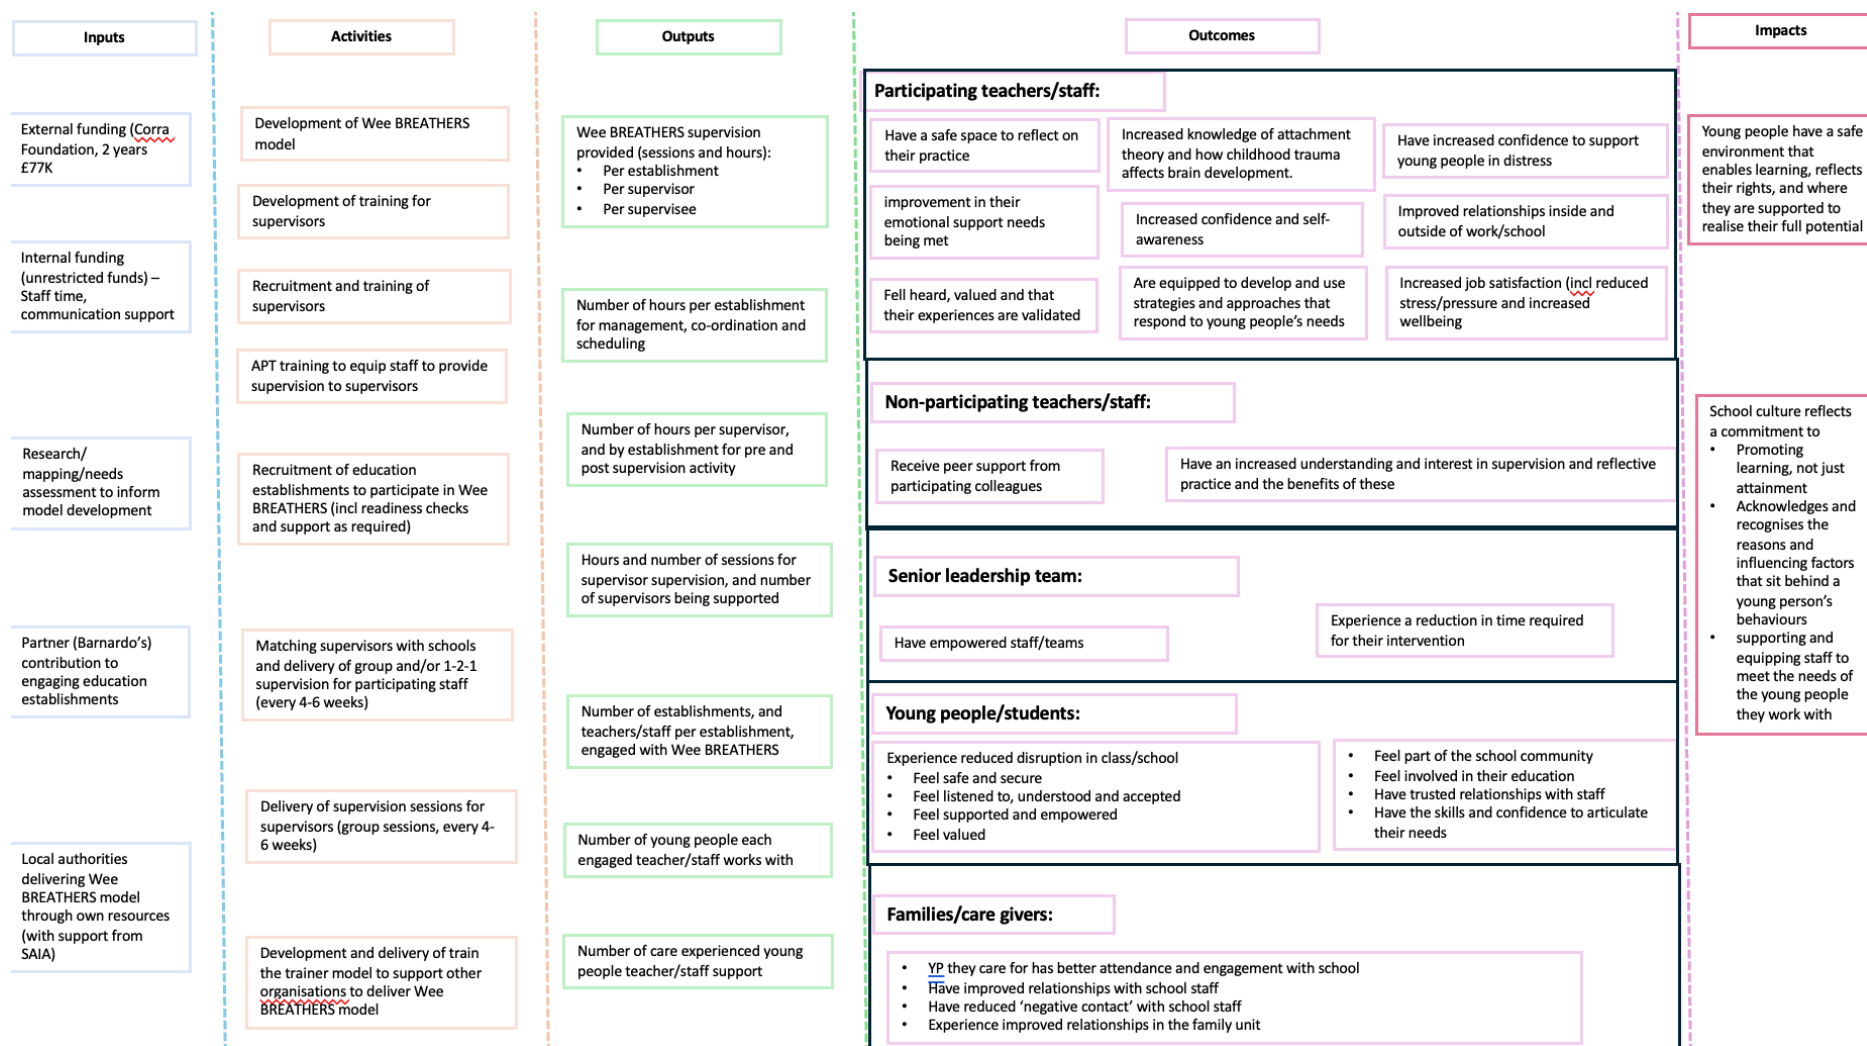 Inputs
External funding (Corra
Foundation, 2 years
£77K
Internal funding
(unrestricted funds) –
Staff time,
communication support
Research/
mapping/needs
assessment to inform
model development
Partner (Barnardo's)
contribution to
engaging education
establishments
Local authorities
delivering Wee
BREATHERS model
through own resources
(with support from
SAIA)
Activities
Development of Wee BREATHERS
model
Development of training for
supervisors
Recruitment and training of
supervisors
APT training to equip staff to provide
supervision to supervisors
Recruitment of education
establishments to participate in Wee
BREATHERS (incl readiness checks
and support as required)
Matching supervisors with schools
and delivery of group and/or 1-2-1
supervision for participating staff
(every 4-6 weeks)
Delivery of supervision sessions for
supervisors (group sessions, every 4-
6 weeks)
Development and delivery of train
the trainer model to support other
organisations to deliver Wee
BREATHERS model
Outputs
Wee BREATHERS supervision
provided (sessions and hours):
• Per establishment
• Per supervisor
• Per supervisee
Number of hours per establishment
for management, co-ordination and
scheduling
Number of hours per supervisor,
and by establishment for pre and
post supervision activity
Hours and number of sessions for
supervisor supervision, and number
of supervisors being supported
Number of establishments, and
teachers/staff per establishment,
engaged with Wee BREATHERS
Number of young people each
engaged teacher/staff works with
Number of care experienced young
people teacher/staff support
Outcomes
Participating teachers/staff:
Have a safe space to reflect on
their practice
Increased knowledge of attachment
theory and how childhood trauma
affects brain development.
Have increased confidence to support
young people in distress
improvement in their
emotional support needs
being met
Increased confidence and self-
awareness
Improved relationships inside and
outside of work/school
Fell heard, valued and that
their experiences are validated
Are equipped to develop and use
strategies and approaches that
respond to young people's needs
Increased job satisfaction (incl reduced
stress/pressure and increased
wellbeing
Non-participating teachers/staff:
Receive peer support from
participating colleagues
Have an increased understanding and interest in supervision and reflective
practice and the benefits of these
Senior leadership team:
Have empowered staff/teams
Experience a reduction in time required
for their intervention
Young people/students:
Experience reduced disruption in class/school
• Feel safe and secure
• Feel listened to, understood and accepted
• Feel supported and empowered
• Feel valued
• Feel part of the school community
• Feel involved in their education
• Have trusted relationships with staff
• Have the skills and confidence to articulate
their needs
Families/care givers:
• YP they care for has better attendance and engagement with school
• Have improved relationships with school staff
• Have reduced 'negative contact' with school staff
• Experience improved relationships in the family unit
Impacts
Young people have a safe
environment that
enables learning, reflects
their rights, and where
they are supported to
realise their full potential
School culture reflects
a commitment to
• Promoting
learning, not just
attainment
• Acknowledges and
recognises the
reasons and
influencing factors
that sit behind a
young person's
behaviours
• supporting and
equipping staff to
meet the needs of
the young people
they work with